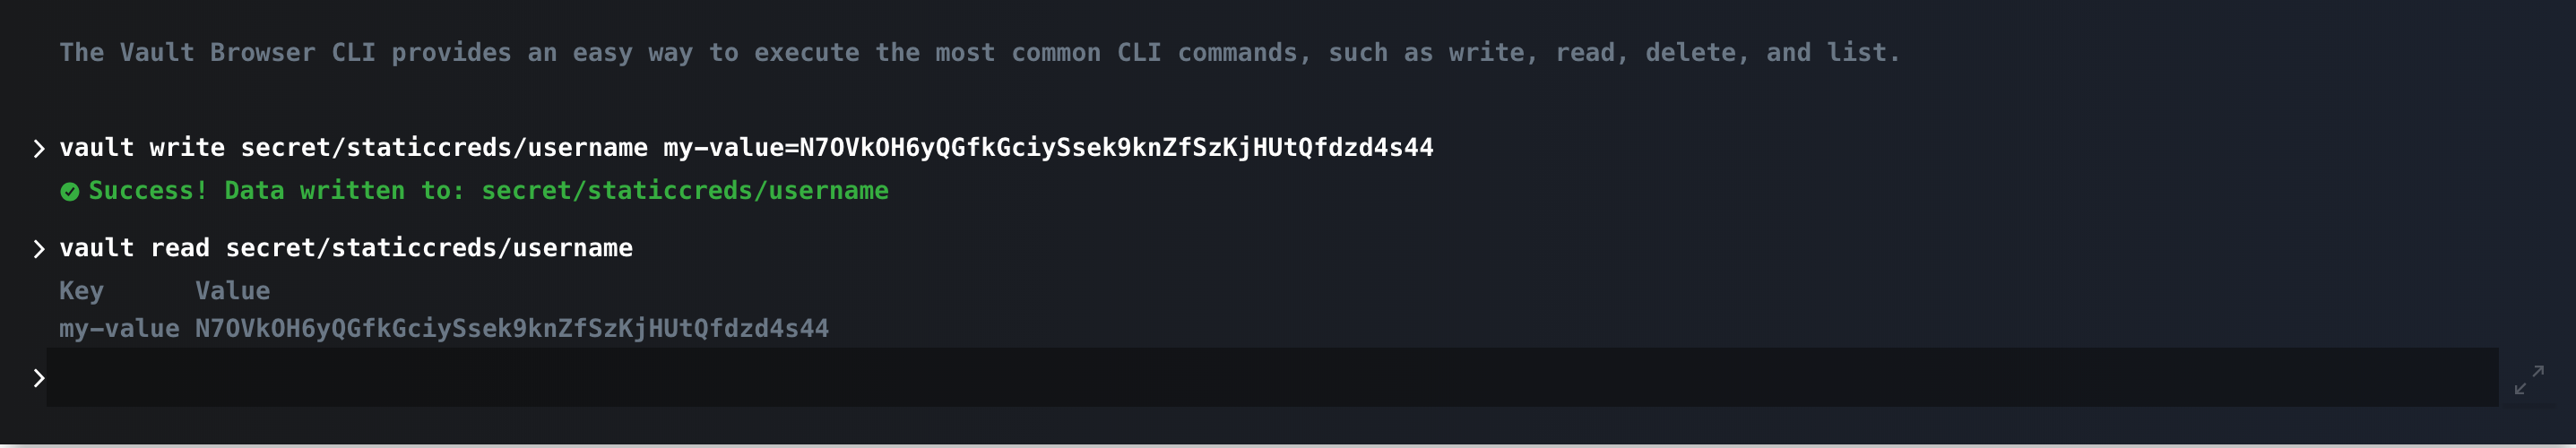 The Vault Browser CLI provides an easy way to execute the most common CLI commands, such as write, read, delete, and list.
> vault write secret/staticcreds/username my-value=N7OVkOH6yQGfkGciySsek9knZfSzKjHUtQfdzd4s44
Success! Data written to: secret/staticcreds/username
> vault read secret/staticcreds/username
Key Value
my-value N7OVkOH6yQGfkGciySsek9knZfSzKjHUtQfdzd4s44
>